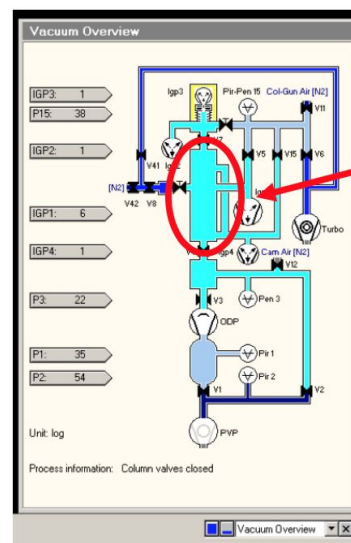 Vacuum Overview
IGP3: 1
P15: 38
IGP2: 1
IGP1: 6
IGP4: 1
P3: 22
P1: 35
P2: 54
Igp3
Pir-Pen 15
Col-Gun Air [N2]
V11
V7
V41
V5
V15
V6
[N2]
V42
V8
Turbo
Igp4
Cam Air [N2]
V12
V3
Pen 3
ODP
Pir 1
Pir 2
V1
V2
PVP
Unit: log
Process information: Column valves closed
Vacuum Overview